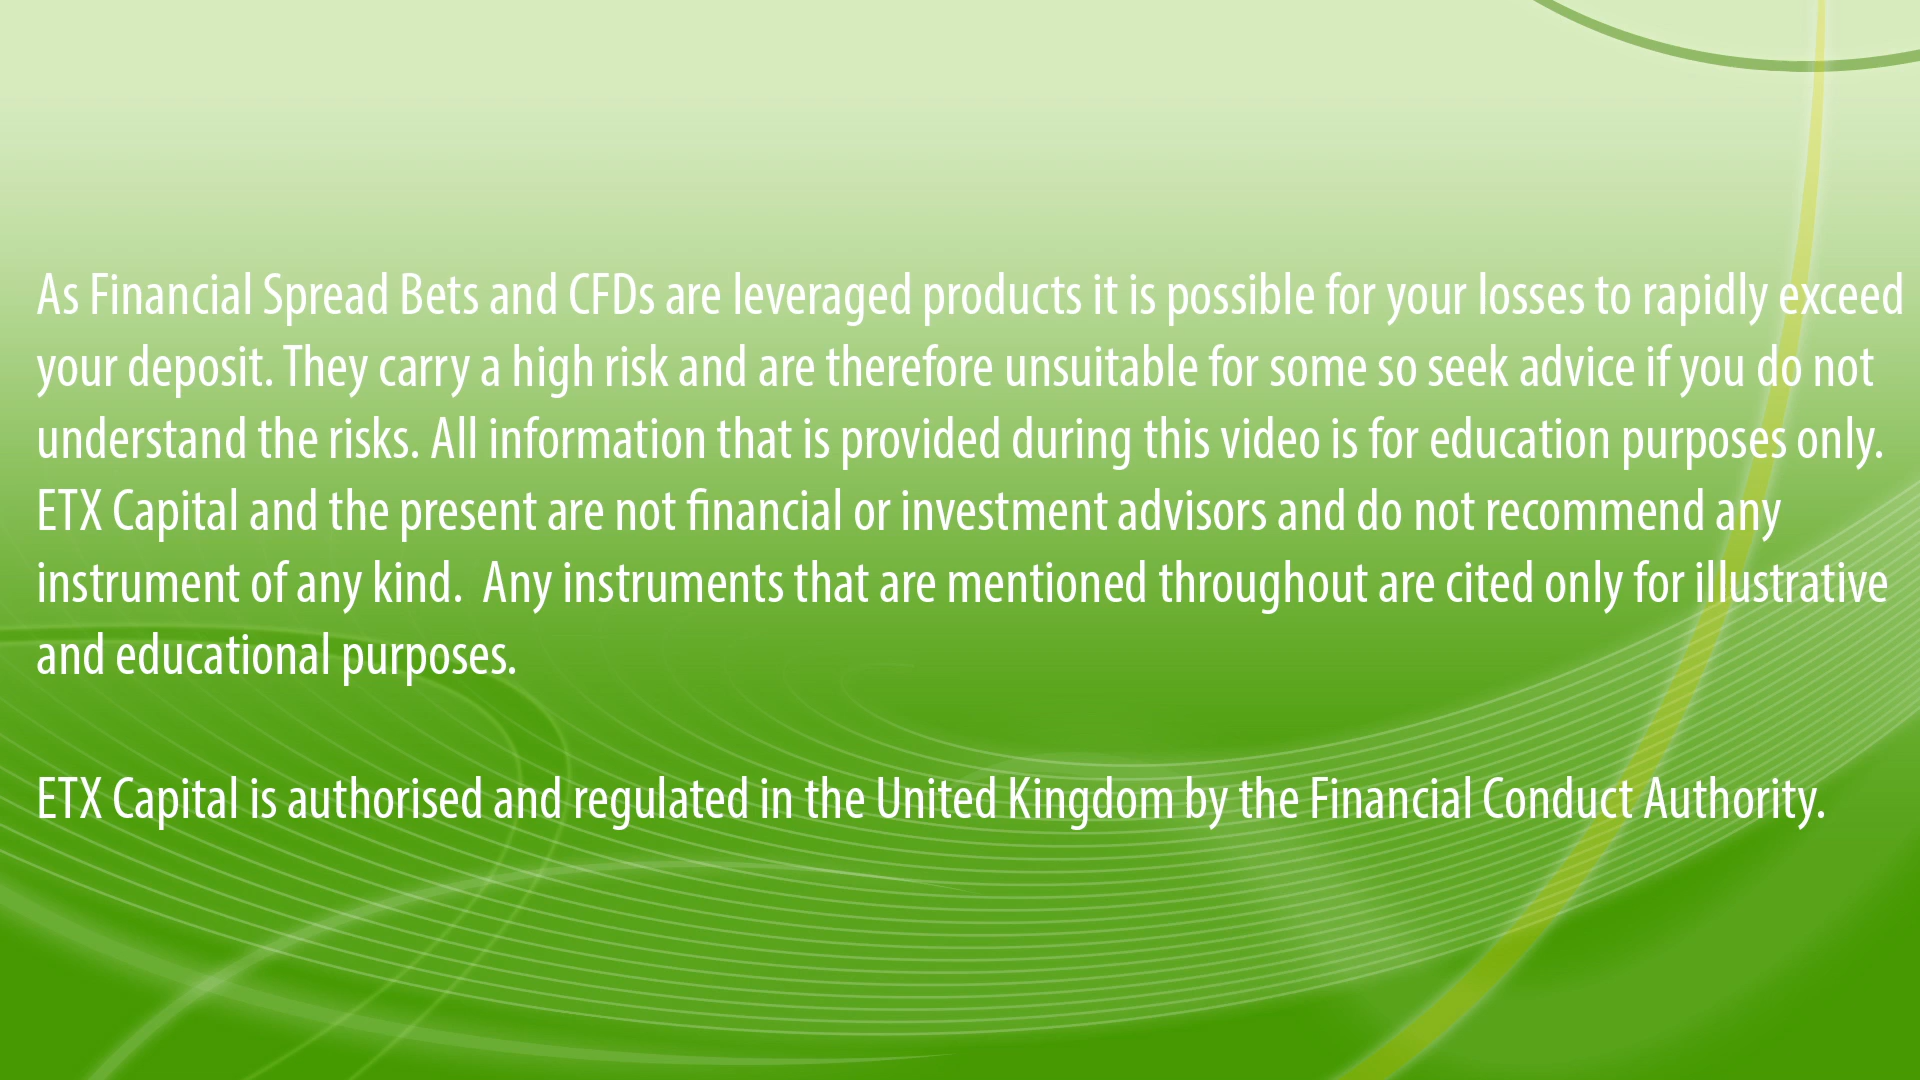 As Financial Spread Bets and CFDs are leveraged products it is possible for your losses to rapidly exceed
your deposit. They carry a high risk and are therefore unsuitable for some so seek advice if you do not
understand the risks. All information that is provided during this video is for education purposes only.
ETX Capital and the present are not financial or investment advisors and do not recommend any
instrument of any kind.  Any instruments that are mentioned throughout are cited only for illustrative
and educational purposes.
ETX Capital is authorised and regulated in the United Kingdom by the Financial Conduct Authority.